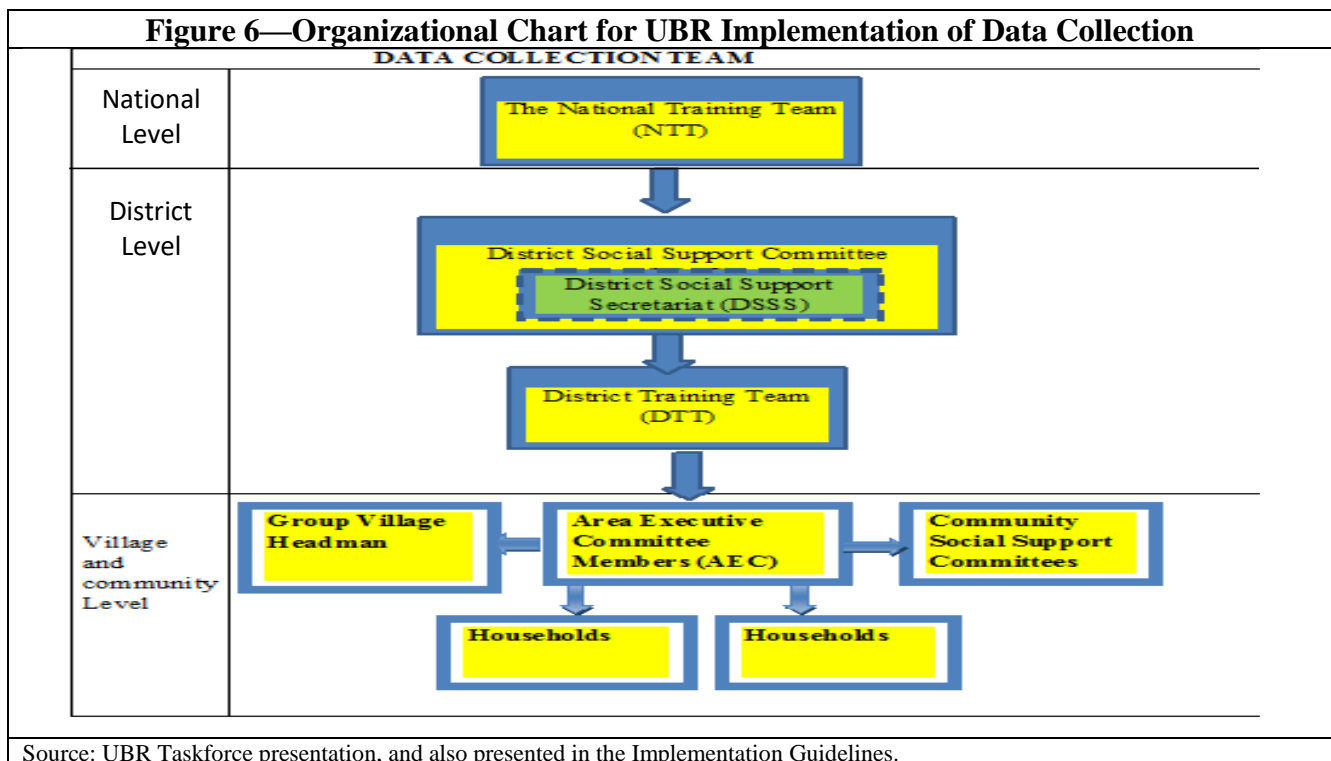 Figure 6—Organizational Chart for UBR Implementation of Data Collection
DATA COLLECTION TEAM
National
Level
The National Training Team
(NTT)
District
Level
District Social Support Committee
District Social Support
Secretariat (DSSS)
District Training Team
(DTT)
Village
and
community
Level
Group Village
Headman
Area Executive
Committee
Members (AEC)
Community
Social Support
Committees
Households
Households
Source: UBR Taskforce presentation, and also presented in the Implementation Guidelines.